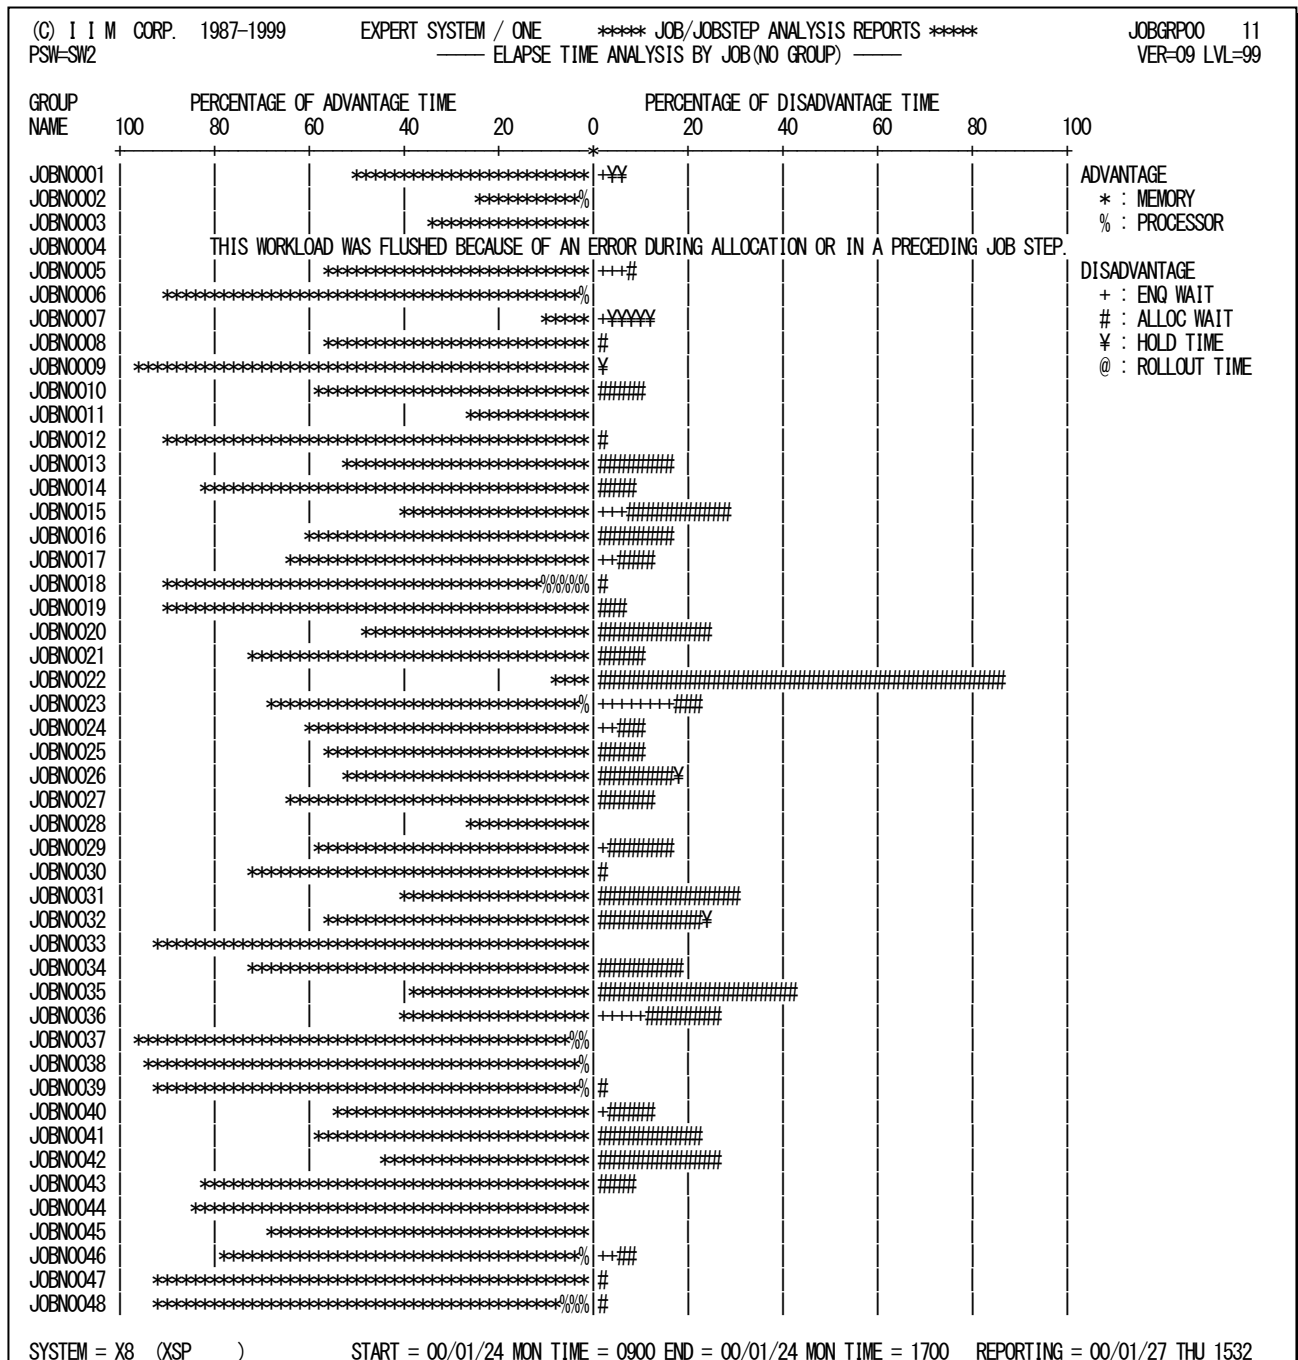 (C) I I M CORP. 1987-1999 EXPERT SYSTEM / ONE ***** JOB/JOBSTEP ANALYSIS REPORTS ***** JOBGRP00 11
PSW=SW2 ----- ELAPSE TIME ANALYSIS BY JOB(NO GROUP) ----- VER=09 LVL=99
GROUP PERCENTAGE OF ADVANTAGE TIME PERCENTAGE OF DISADVANTAGE TIME
NAME 100 80 60 40 20 0 20 40 60 80 100
JOBN0001 *************************|+¥¥ ADVANTAGE
JOBN0002 ***********%| * : MEMORY
JOBN0003 *****************| % : PROCESSOR
JOBN0004 THIS WORKLOAD WAS FLUSHED BECAUSE OF AN ERROR DURING ALLOCATION OR IN A PRECEDING JOB STEP.
JOBN0005 ****************************|+++# DISADVANTAGE
JOBN0006 ********************************************%| + : ENQ WAIT
JOBN0007 *****|+¥¥¥¥¥ # : ALLOC WAIT
JOBN0008 ****************************|# ¥ : HOLD TIME
JOBN0009 ************************************************|¥ @ : ROLLOUT TIME
JOBN0010 *****************************|#####
JOBN0011 *************|
JOBN0012 *********************************************|#
JOBN0013 **************************|########
JOBN0014 *****************************************|####
JOBN0015 ********************|+++###########
JOBN0016 ******************************|########
JOBN0017 ********************************|++####
JOBN0018 ****************************************%%%%%|#
JOBN0019 *********************************************|###
JOBN0020 ************************|############
JOBN0021 ************************************|#####
JOBN0022 ****|###########################################
JOBN0023 *********************************%|++++++++###
JOBN0024 ******************************|++###
JOBN0025 ****************************|#####
JOBN0026 **************************|########¥
JOBN0027 ********************************|######
JOBN0028 *************|
JOBN0029 *****************************|+#######
JOBN0030 ************************************|#
JOBN0031 ********************|###############
JOBN0032 ****************************|###########¥
JOBN0033 **********************************************|
JOBN0034 ************************************|#########
JOBN0035 *******************|#####################
JOBN0036 ********************|+++++########
JOBN0037 **********************************************%%|
JOBN0038 **********************************************%|
JOBN0039 *********************************************%|#
JOBN0040 ***************************|+#####
JOBN0041 *****************************|###########
JOBN0042 **********************|#############
JOBN0043 *****************************************|####
JOBN0044 ******************************************|
JOBN0045 **********************************|
JOBN0046 **************************************%|++##
JOBN0047 **********************************************|#
JOBN0048 *******************************************%%%|#
SYSTEM = X8 (XSP ) START = 00/01/24 MON TIME = 0900 END = 00/01/24 MON TIME = 1700 REPORTING = 00/01/27 THU 1532